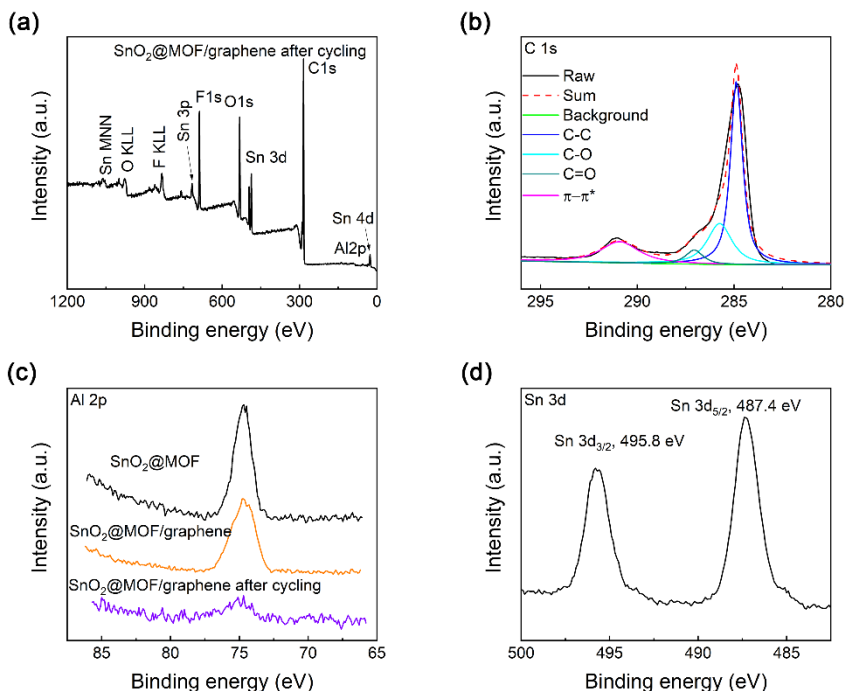 (a)
SnO₂@MOF/graphene after cycling
C1s
F1s
O1s
Sn MNN
O KLL
F KLL
Sn 3p
Sn 3d
Sn 4d
Al2p
Intensity (a.u.)
1200 900 600 300 0
Binding energy (eV)
(b)
C 1s
Raw
Sum
Background
C-C
C-O
C=O
π−π*
Intensity (a.u.)
295 290 285 280
Binding energy (eV)
(c)
Al 2p
SnO₂@MOF
SnO₂@MOF/graphene
SnO₂@MOF/graphene after cycling
Intensity (a.u.)
85 80 75 70 65
Binding energy (eV)
(d)
Sn 3d
Sn 3d₅/₂, 487.4 eV
Sn 3d₃/₂, 495.8 eV
Intensity (a.u.)
500 495 490 485
Binding energy (eV)